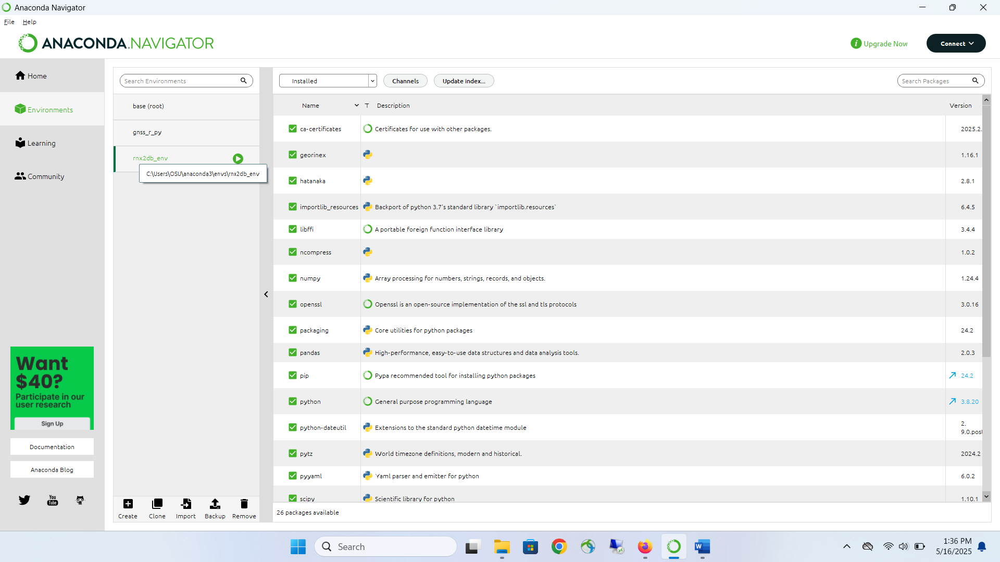 Anaconda Navigator
File Help
ANACONDA.NAVIGATOR
i Upgrade Now
Connect
Home
Environments
Learning
Community
Want
$40?
Participate in our
user research
Sign Up
Documentation
Anaconda Blog
You
Tube
Search Environments
base (root)
gnss_r_py
rnx2db_env
C:\Users\OSU\anaconda3\envs\rnx2db_env
Create Clone Import Backup Remove
Installed Channels Update index... Search Packages
Name T Description Version
ca-certificates Certificates for use with other packages. 2025.2.
georinex 1.16.1
hatanaka 2.8.1
importlib_resources Backport of python 3.7's standard library `importlib.resources` 6.4.5
libffi A portable foreign function interface library 3.4.4
ncompress 1.0.2
numpy Array processing for numbers, strings, records, and objects. 1.24.4
openssl Openssl is an open-source implementation of the ssl and tls protocols 3.0.16
packaging Core utilities for python packages 24.2
pandas High-performance, easy-to-use data structures and data analysis tools. 2.0.3
pip Pypa recommended tool for installing python packages 24.2
python General purpose programming language 3.8.20
python-dateutil Extensions to the standard python datetime module 2.
9.0.post
pytz World timezone definitions, modern and historical. 2024.2
pyyaml Yaml parser and emitter for python 6.0.2
scipy Scientific library for python 1.10.1
26 packages available
Search
W
1:36 PM
5/16/2025